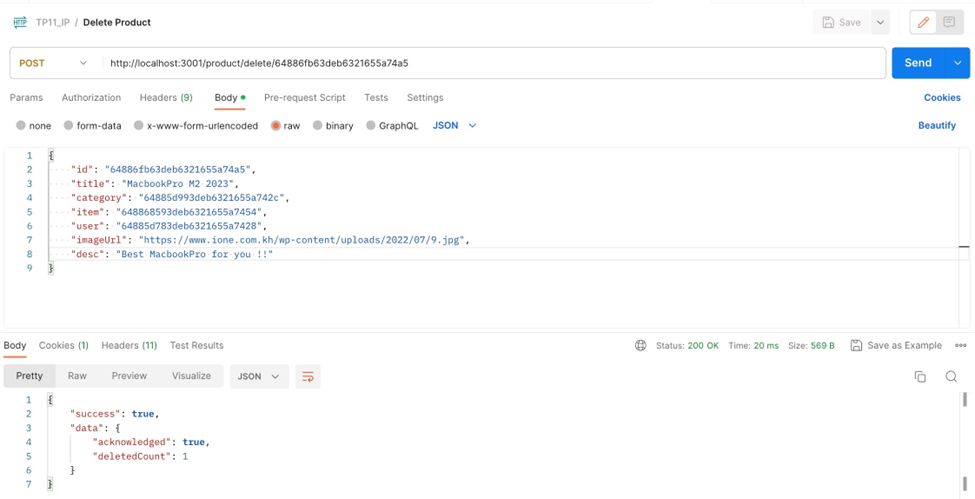 HTTP TP11_IP / Delete Product Save
POST http://localhost:3001/product/delete/64886fb63deb6321655a74a5 Send
Params Authorization Headers (9) Body Pre-request Script Tests Settings Cookies
none form-data x-www-form-urlencoded raw binary GraphQL JSON Beautify
1 {
2 "id": "64886fb63deb6321655a74a5",
3 "title": "MacbookPro M2 2023",
4 "category": "64885d993deb6321655a742c",
5 "item": "648868593deb6321655a7454",
6 "user": "64885d783deb6321655a7428",
7 "imageUrl": "https://www.ione.com.kh/wp-content/uploads/2022/07/9.jpg",
8 "desc": "Best MacbookPro for you !!"
9 }
Body Cookies (1) Headers (11) Test Results Status: 200 OK Time: 20 ms Size: 569 B Save as Example
Pretty Raw Preview Visualize JSON
1 {
2 "success": true,
3 "data": {
4 "acknowledged": true,
5 "deletedCount": 1
6 }
7 }